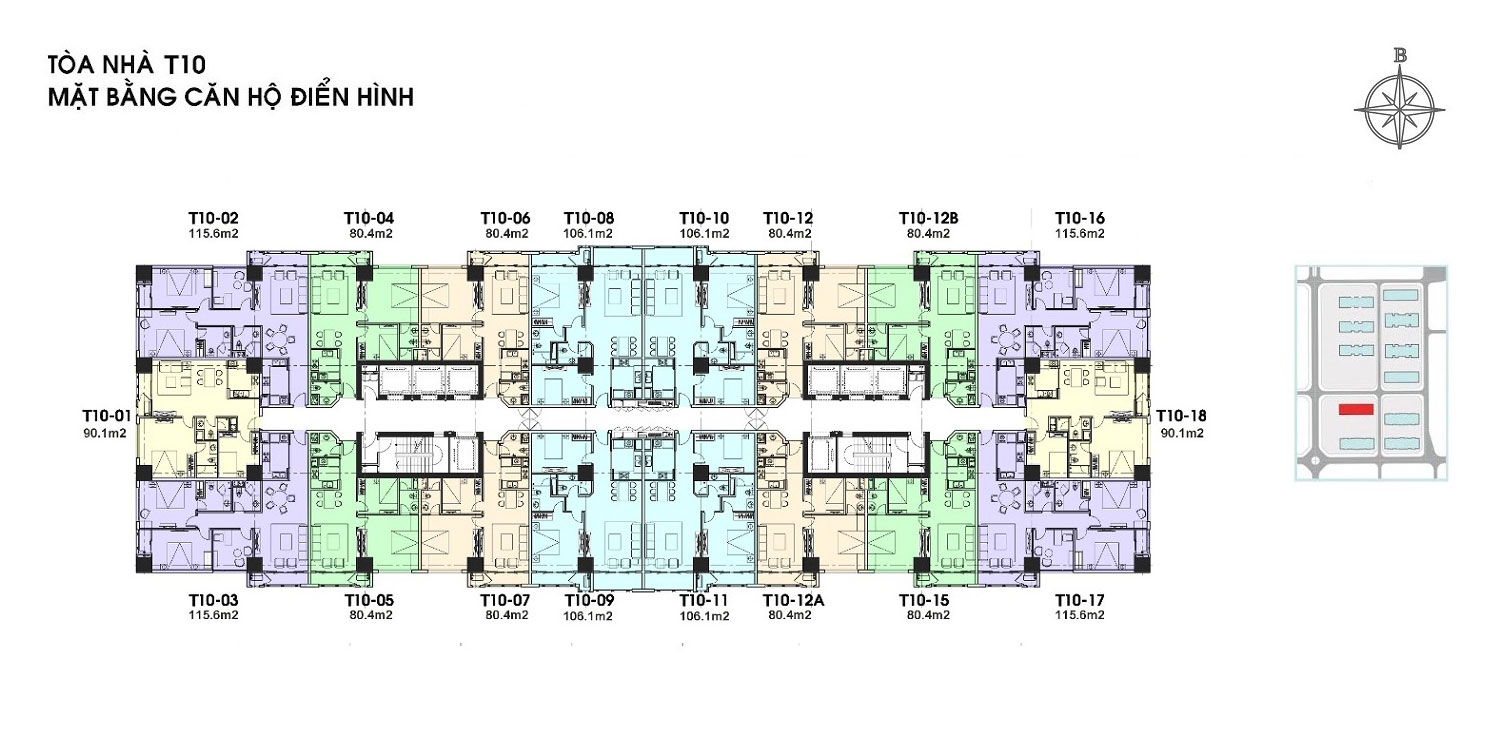 TÒA NHÀ T10
MẶT BẰNG CĂN HỘ ĐIỂN HÌNH
B
T10-02
115.6m2
T10-04
80.4m2
T10-06
80.4m2
T10-08
106.1m2
T10-10
106.1m2
T10-12
80.4m2
T10-12B
80.4m2
T10-16
115.6m2
T10-01
90.1m2
T10-18
90.1m2
T10-03
115.6m2
T10-05
80.4m2
T10-07
80.4m2
T10-09
106.1m2
T10-11
106.1m2
T10-12A
80.4m2
T10-15
80.4m2
T10-17
115.6m2